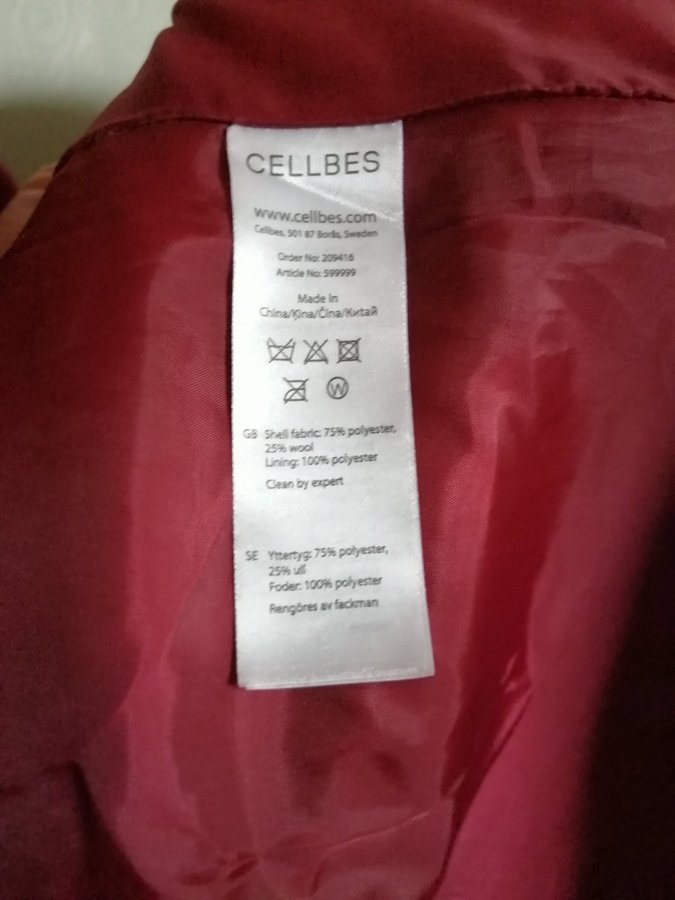 CELLBES
www.cellbes.com
Cellbes, 501 87 Borås, Sweden
Order No: 209416
Article No: 599999
Made in
China/Ķīna/Čína/Китай
W
GB Shell fabric: 75% polyester,
25% wool
Lining: 100% polyester
Clean by expert
SE Yttertyg: 75% polyester,
25% ull
Foder: 100% polyester
Rengöres av fackman